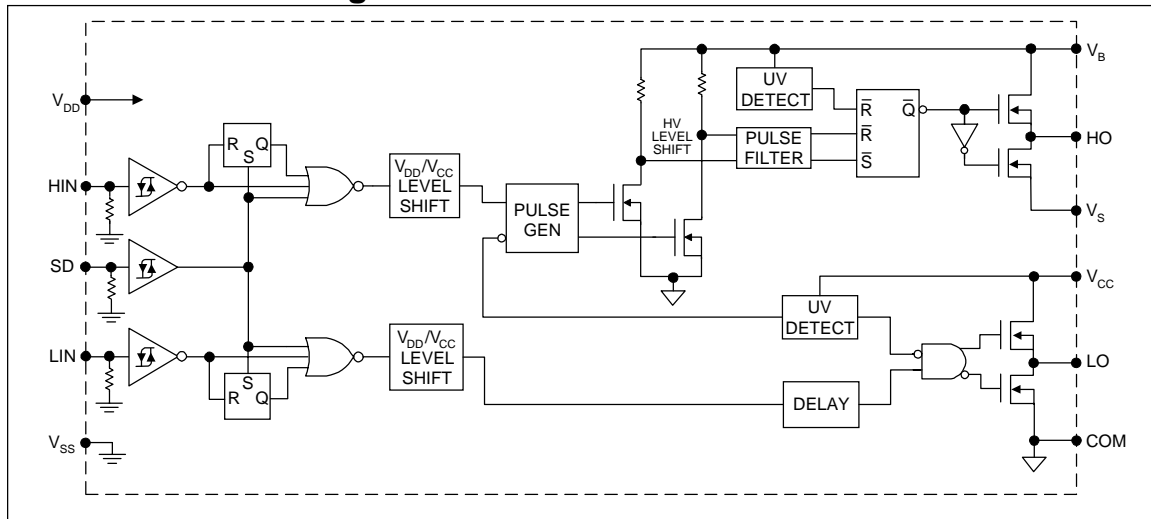 V_B
UV
DETECT
V_DD
R̅ Q̅
R̅
S̅
HV
LEVEL
SHIFT
PULSE
FILTER
HO
R Q
S
V_DD/V_CC
LEVEL
SHIFT
HIN
PULSE
GEN
V_S
SD
V_CC
UV
DETECT
V_DD/V_CC
LEVEL
SHIFT
LIN
LO
S
R Q
DELAY
V_SS
COM